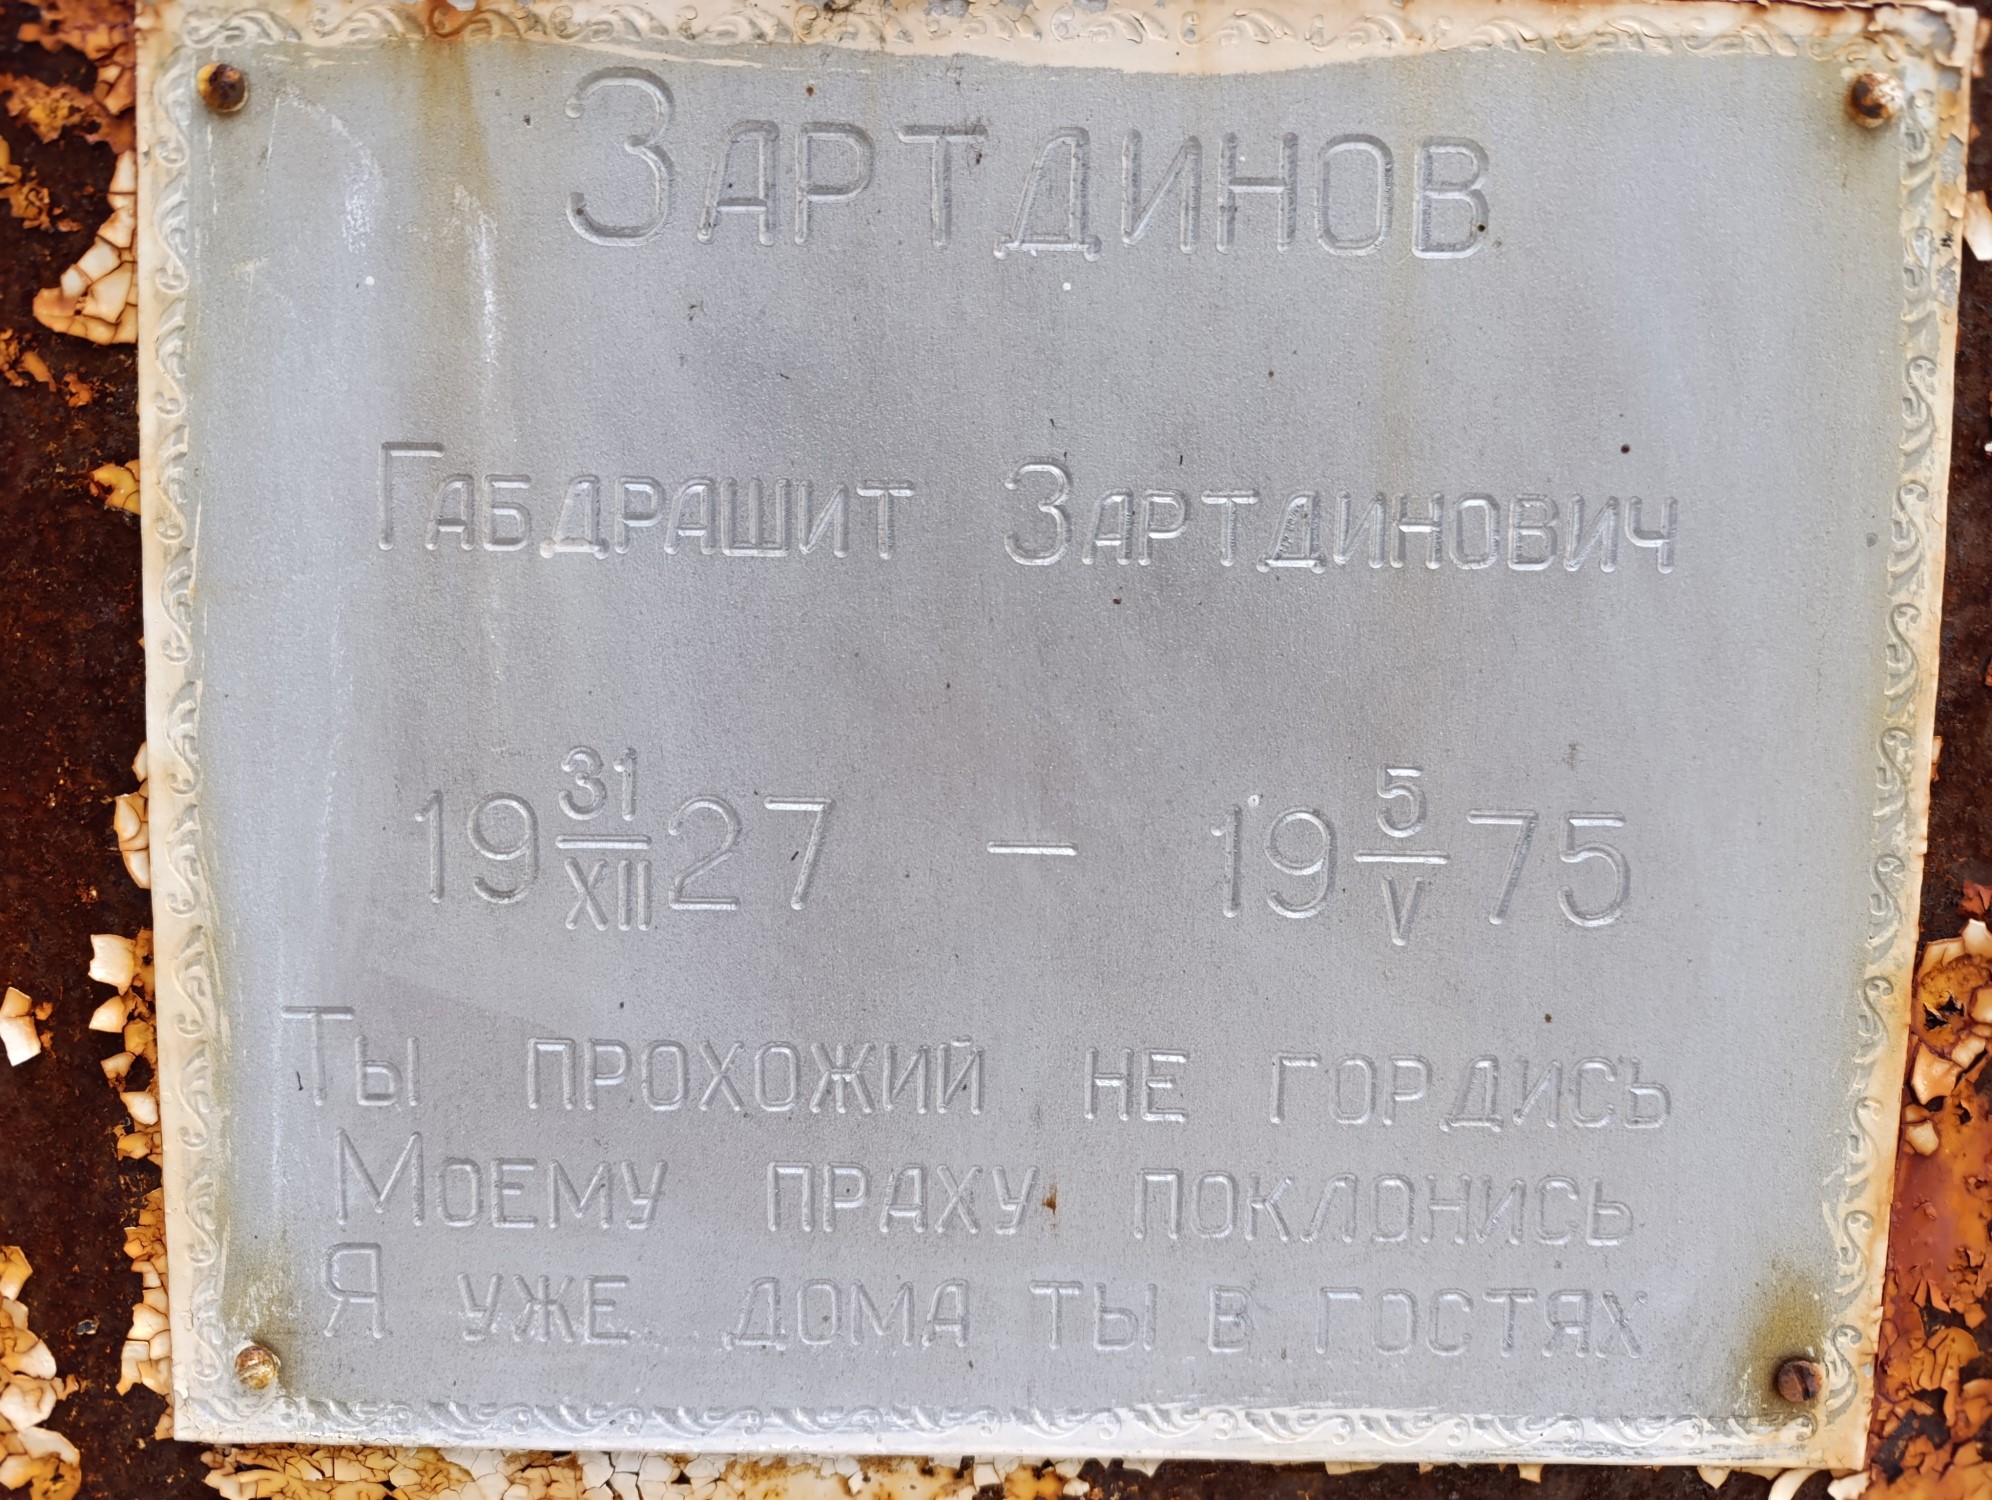 Зартдинов
Габдрашит Зартдинович
19 31/XII 27 — 19 5/V 75
Ты прохожий не гордись
Моему праху поклонись
Я уже дома ты в гостях